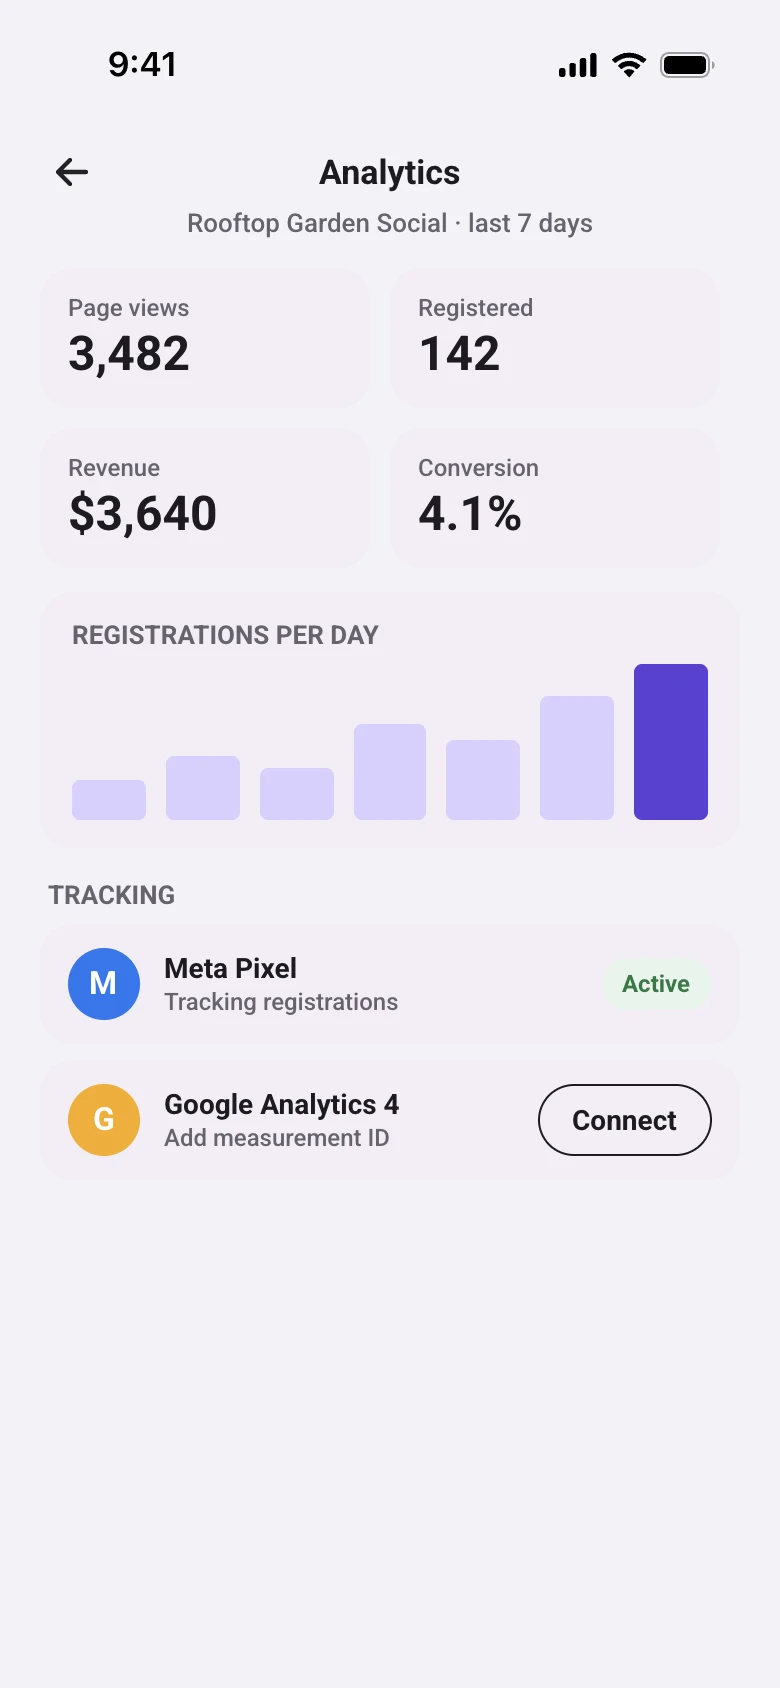 9:41
Analytics
Rooftop Garden Social · last 7 days
Page views
3,482
Registered
142
Revenue
$3,640
Conversion
4.1%
REGISTRATIONS PER DAY
TRACKING
M
Meta Pixel
Tracking registrations
Active
G
Google Analytics 4
Add measurement ID
Connect